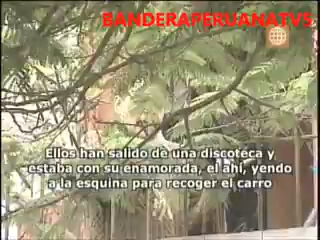 BANDERAPERUANATVS
Ellos han salido de una discoteca y
estaba con su enamorada, el ahí, yendo
a la esquina para recoger el carro